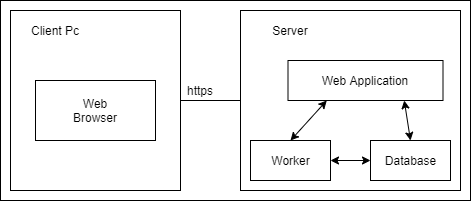 Client Pc
Server
Web Application
Web
Browser
https
Worker
Database